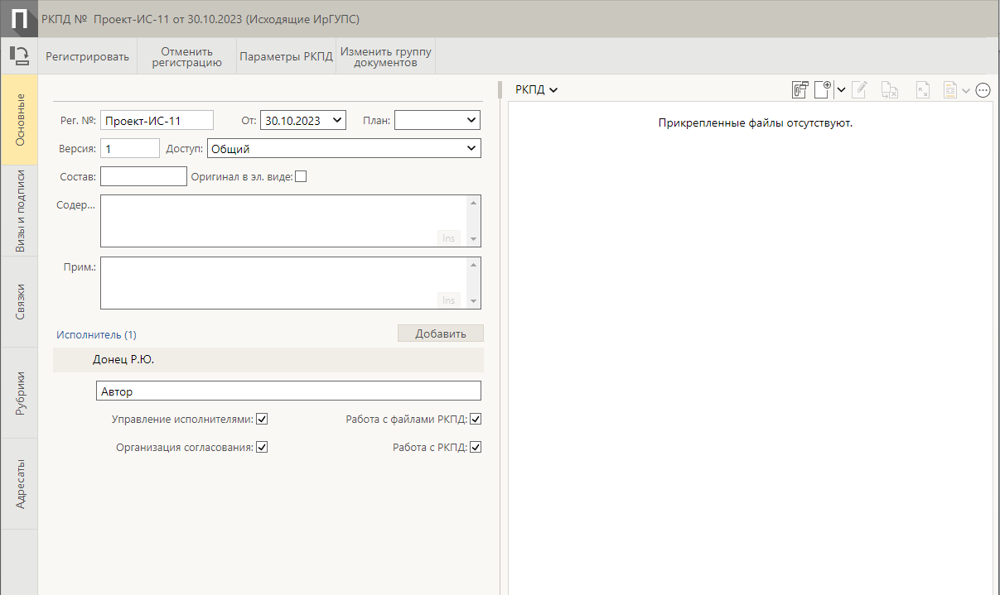 П
РКПД № Проект-ИС-11 от 30.10.2023 (Исходящие ИрГУПС)
Регистрировать
Отменить
регистрацию
Параметры РКПД
Изменить группу
документов
Основные
Визы и подписи
Связки
Рубрики
Адресаты
Рег. №: Проект-ИС-11 От: 30.10.2023 План:
Версия: 1 Доступ: Общий
Состав: Оригинал в эл. виде:
Содер...
Ins
Прим.:
Ins
Исполнитель (1) Добавить
Донец Р.Ю.
Автор
Управление исполнителями: Работа с файлами РКПД:
Организация согласования: Работа с РКПД:
РКПД
Прикрепленные файлы отсутствуют.